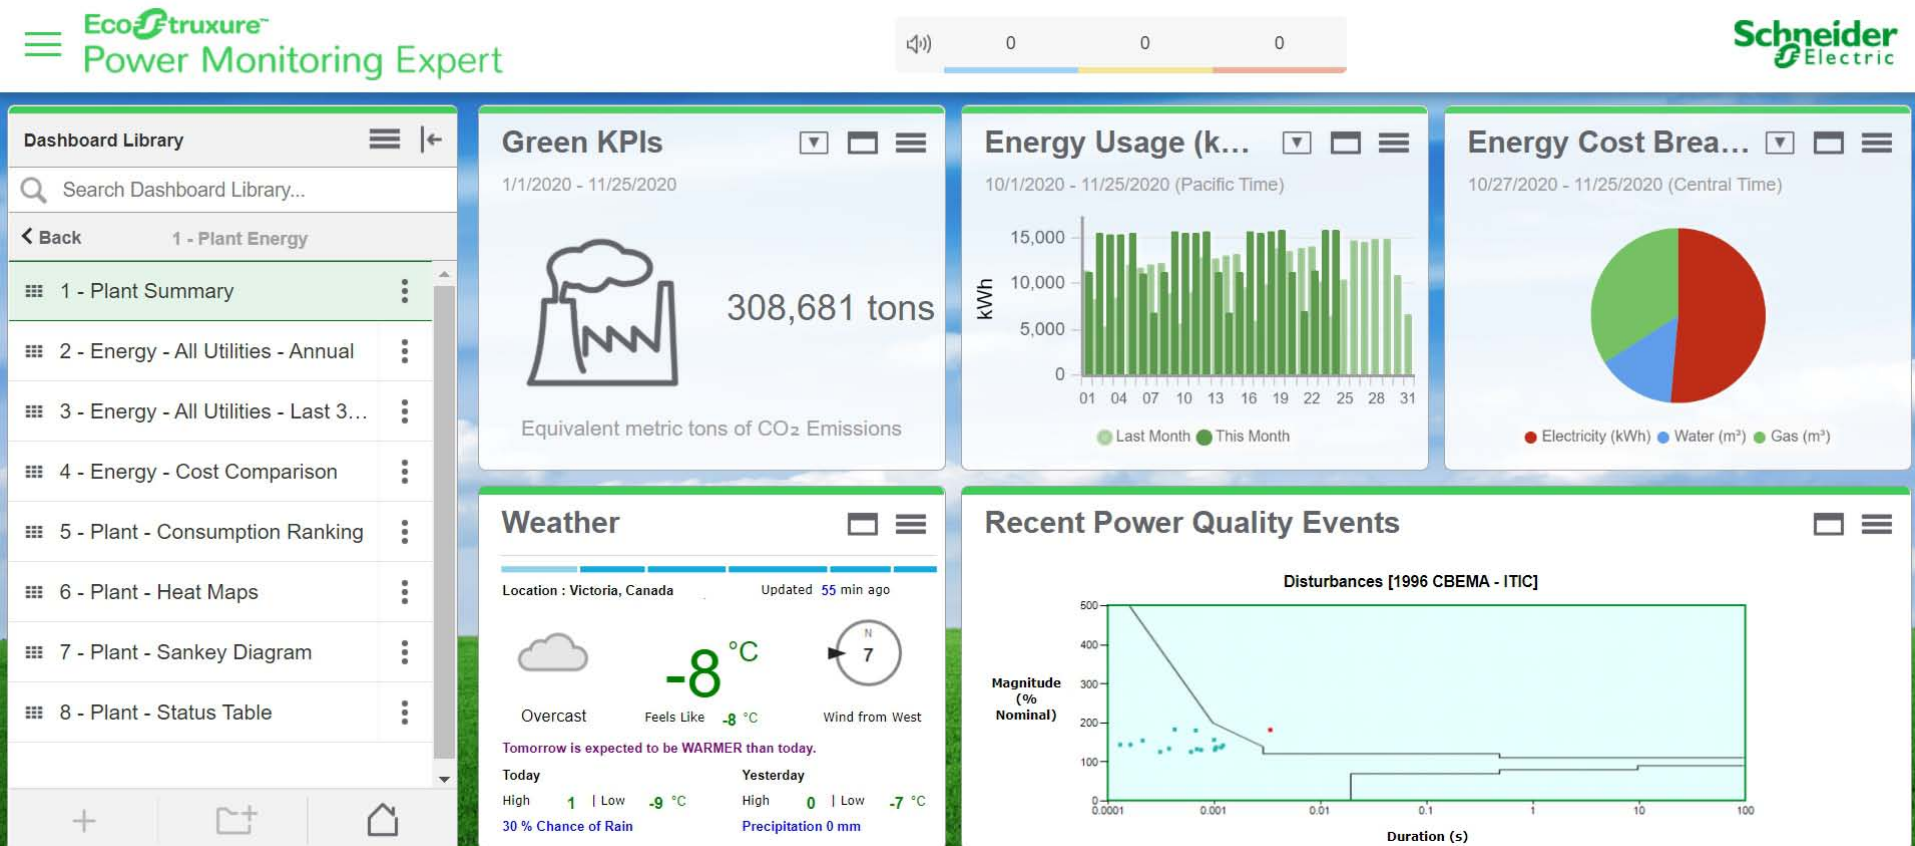 EcoStruxure™
Power Monitoring Expert
0 0 0
Schneider
Electric
Dashboard Library
Search Dashboard Library...
Back
1 - Plant Energy
1 - Plant Summary
2 - Energy - All Utilities - Annual
3 - Energy - All Utilities - Last 3...
4 - Energy - Cost Comparison
5 - Plant - Consumption Ranking
6 - Plant - Heat Maps
7 - Plant - Sankey Diagram
8 - Plant - Status Table
Green KPIs
1/1/2020 - 11/25/2020
308,681 tons
Equivalent metric tons of CO₂ Emissions
Energy Usage (k...
10/1/2020 - 11/25/2020 (Pacific Time)
kWh
15,000
10,000
5,000
0
01 04 07 10 13 16 19 22 25 28 31
Last Month This Month
Energy Cost Brea...
10/27/2020 - 11/25/2020 (Central Time)
Electricity (kWh) Water (m³) Gas (m³)
Weather
Location : Victoria, Canada Updated 55 min ago
-8 °C
N
7
Overcast Feels Like -8 °C Wind from West
Tomorrow is expected to be WARMER than today.
Today Yesterday
High 1 | Low -9 °C High 0 | Low -7 °C
30 % Chance of Rain Precipitation 0 mm
Recent Power Quality Events
Disturbances [1996 CBEMA - ITIC]
Magnitude
(%
Nominal)
500
400
300
200
100
0
0.0001 0.001 0.01 0.1 1 10 100
Duration (s)